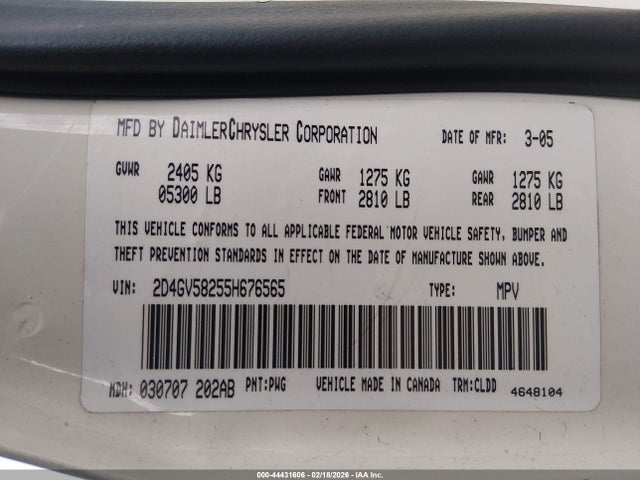 MFD BY DAIMLERCHRYSLER CORPORATION DATE OF MFR: 3-05
GVWR 2405 KG GAWR 1275 KG GAWR 1275 KG
05300 LB FRONT 2810 LB REAR 2810 LB
THIS VEHICLE CONFORMS TO ALL APPLICABLE FEDERAL MOTOR VEHICLE SAFETY, BUMPER AND
THEFT PREVENTION STANDARDS IN EFFECT ON THE DATE OF MANUFACTURE SHOWN ABOVE.
VIN: 2D4GV58255H676565 TYPE: MPV
MDH: 030707 202AB PNT:PWG VEHICLE MADE IN CANADA TRM:CLDD 4648104
000-44431606 - 02/18/2026 - IAA Inc.